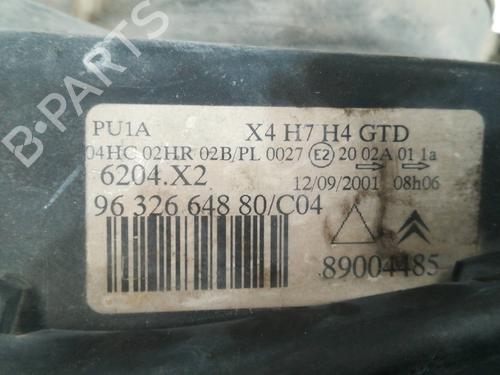 PU1A X4 H7 H4 GTD
04HC 02HR 02B/PL 0027 E2 20 02A 01 1a
6204.X2 12/09/2001 08h06
96 326 648 80/C04
89004485
B-PARTS